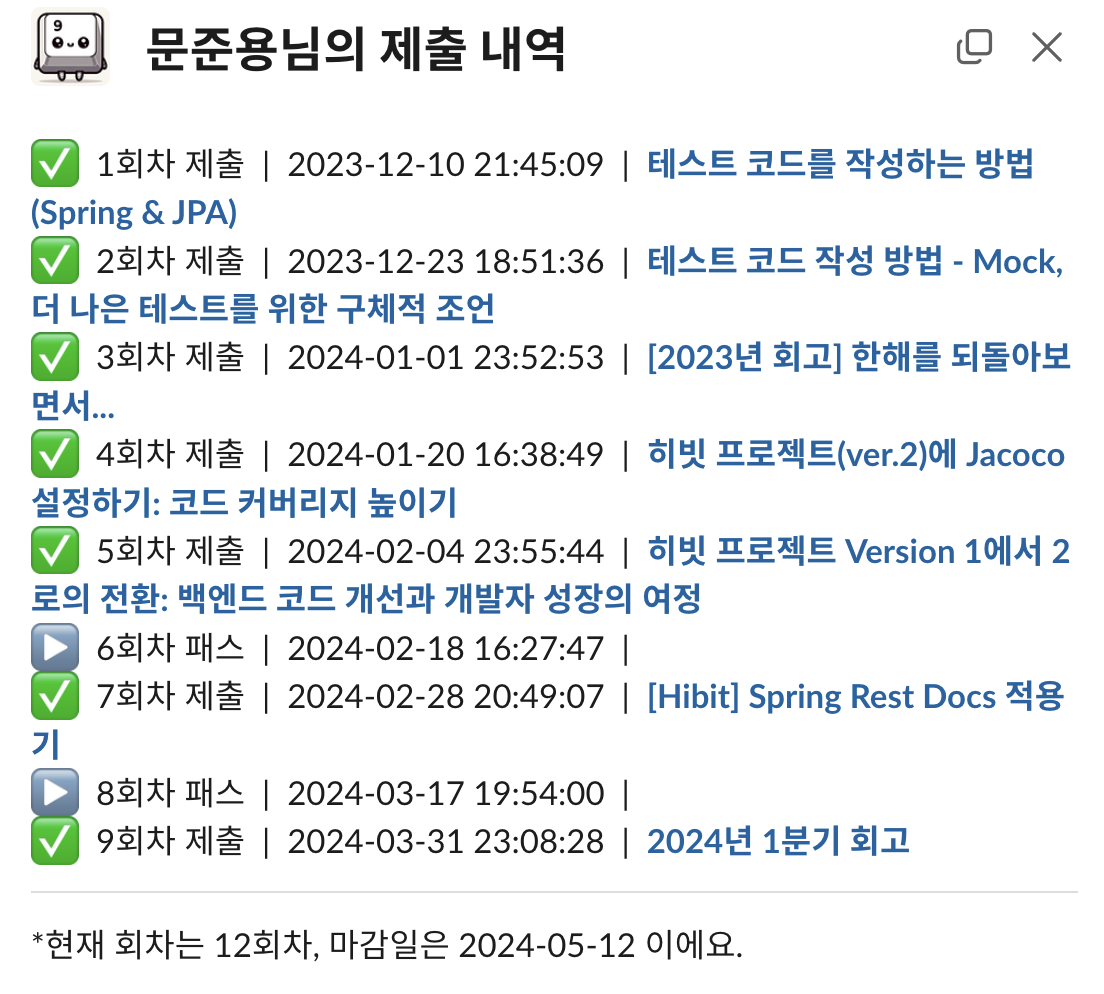 9
문준용님의 제출 내역
✅ 1회차 제출 | 2023-12-10 21:45:09 | 테스트 코드를 작성하는 방법
(Spring & JPA)
✅ 2회차 제출 | 2023-12-23 18:51:36 | 테스트 코드 작성 방법 - Mock,
더 나은 테스트를 위한 구체적 조언
✅ 3회차 제출 | 2024-01-01 23:52:53 | [2023년 회고] 한해를 되돌아보
면서...
✅ 4회차 제출 | 2024-01-20 16:38:49 | 히빗 프로젝트(ver.2)에 Jacoco
설정하기: 코드 커버리지 높이기
✅ 5회차 제출 | 2024-02-04 23:55:44 | 히빗 프로젝트 Version 1에서 2
로의 전환: 백엔드 코드 개선과 개발자 성장의 여정
▶️ 6회차 패스 | 2024-02-18 16:27:47 |
✅ 7회차 제출 | 2024-02-28 20:49:07 | [Hibit] Spring Rest Docs 적용
기
▶️ 8회차 패스 | 2024-03-17 19:54:00 |
✅ 9회차 제출 | 2024-03-31 23:08:28 | 2024년 1분기 회고
*현재 회차는 12회차, 마감일은 2024-05-12 이에요.